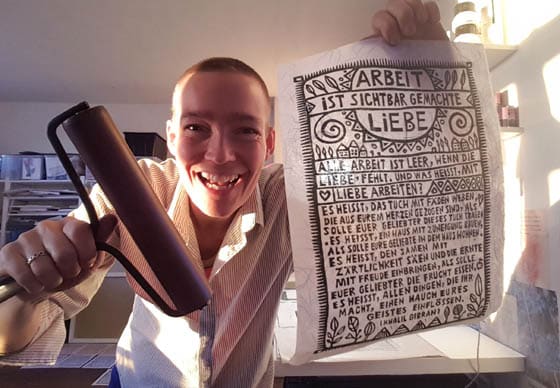 ARBEIT
IST SICHTBAR GEMACHTE
LIEBE
ALLE ARBEIT IST LEER, WENN DIE
LIEBE FEHLT. UND WAS HEISST: MIT
LIEBE ARBEITEN?
ES HEISST, DAS TUCH MIT FADEN WEBEN,
DIE AUS EUREM HERZEN GEZOGEN SIND, ALS
SOLLE EUER GELIEBTER DIES TUCH TRAGEN
ES HEISST, EIN HAUS MIT ZUNEIGUNG BAUEN
ALS SOLLE EURE GELIEBTE IN DEM HAUS WOHNEN.
ES HEISST, DEN SAMEN MIT
ZÄRTLICHKEIT SÄEN UND DIE ERNTE
MIT FREUDE EINBRINGEN, ALS SOLLE
EUER GELIEBTER DIE FRUCHT ESSEN.
ES HEISST, ALLEN DINGEN, DIE IHR
MACHT, EINEN HAUCH EURES
GEISTES EINFLÖSSEN.
(KHALIL GIBRAN)